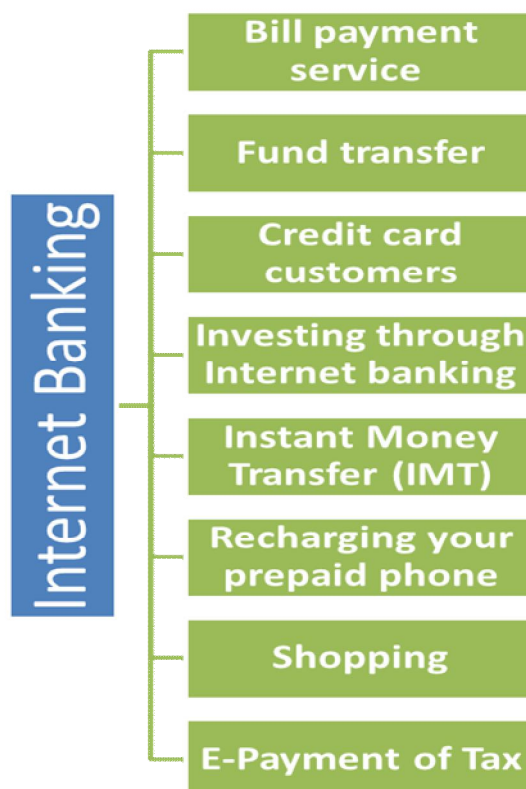 Internet Banking
Bill payment
service
Fund transfer
Credit card
customers
Investing through
Internet banking
Instant Money
Transfer (IMT)
Recharging your
prepaid phone
Shopping
E-Payment of Tax